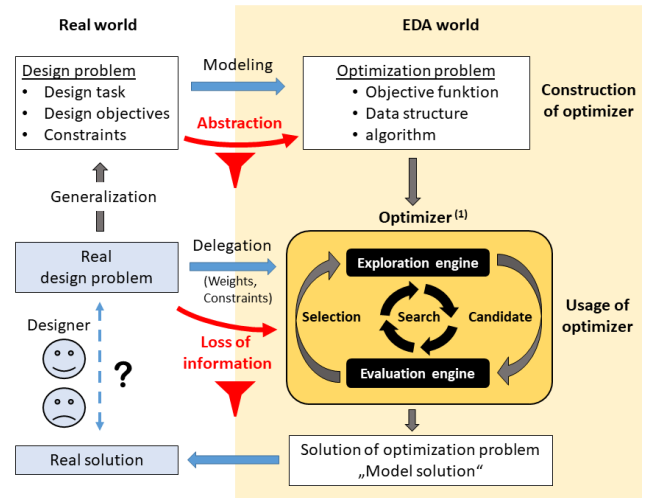 Real world
EDA world
Design problem
• Design task
• Design objectives
• Constraints
Modeling
Abstraction
Optimization problem
• Objective funktion
• Data structure
• algorithm
Construction
of optimizer
Generalization
Optimizer (1)
Real
design problem
Delegation
(Weights,
Constraints)
Loss of
information
Exploration engine
Selection
Search
Candidate
Evaluation engine
Usage of
optimizer
Designer
?
Real solution
Solution of optimization problem
„Model solution“